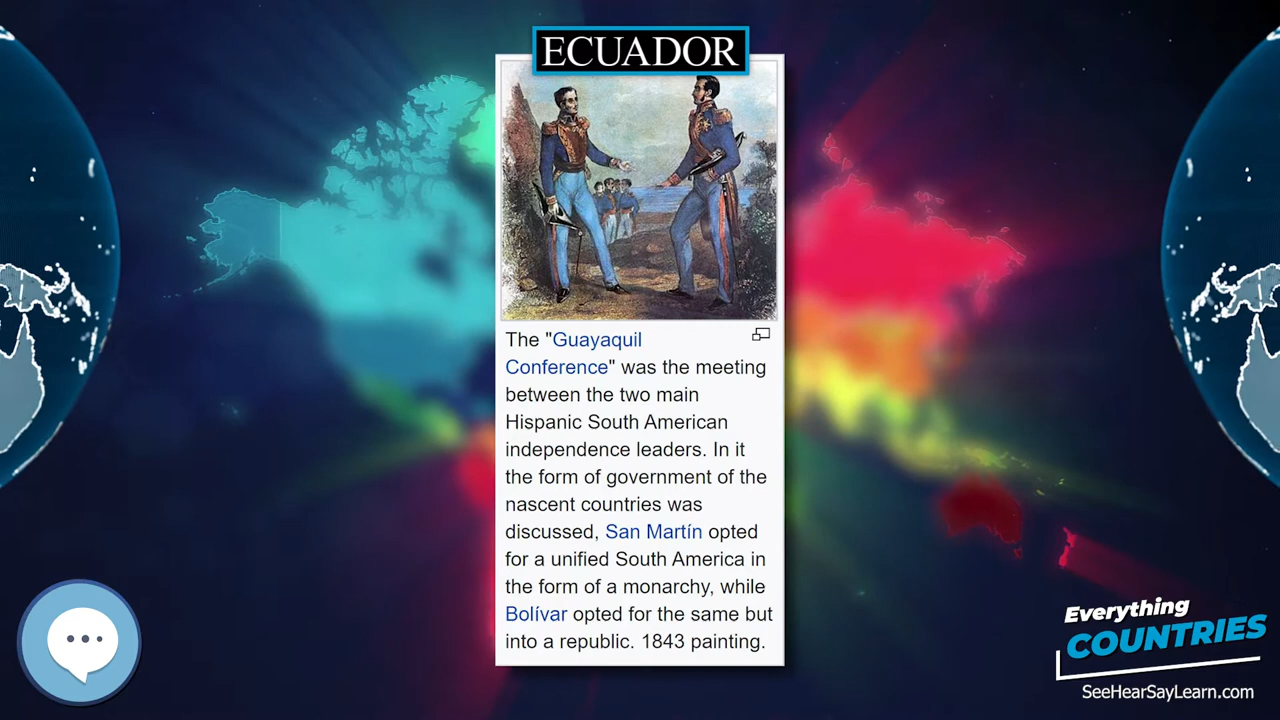 ECUADOR
The "Guayaquil
Conference" was the meeting
between the two main
Hispanic South American
independence leaders. In it
the form of government of the
nascent countries was
discussed, San Martín opted
for a unified South America in
the form of a monarchy, while
Bolívar opted for the same but
into a republic. 1843 painting.
Everything
COUNTRIES
SeeHearSayLearn.com